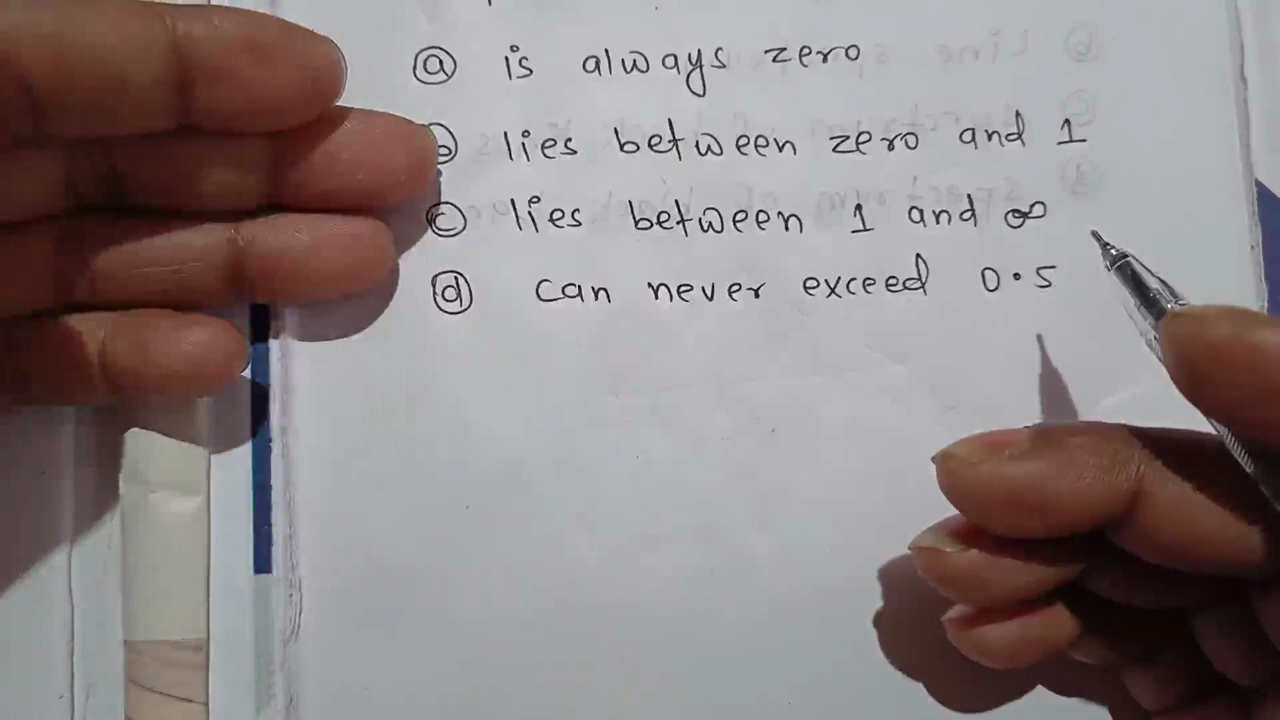 ⓐ is always zero
ⓑ lies between zero and 1
ⓒ lies between 1 and ∞
ⓓ can never exceed 0.5